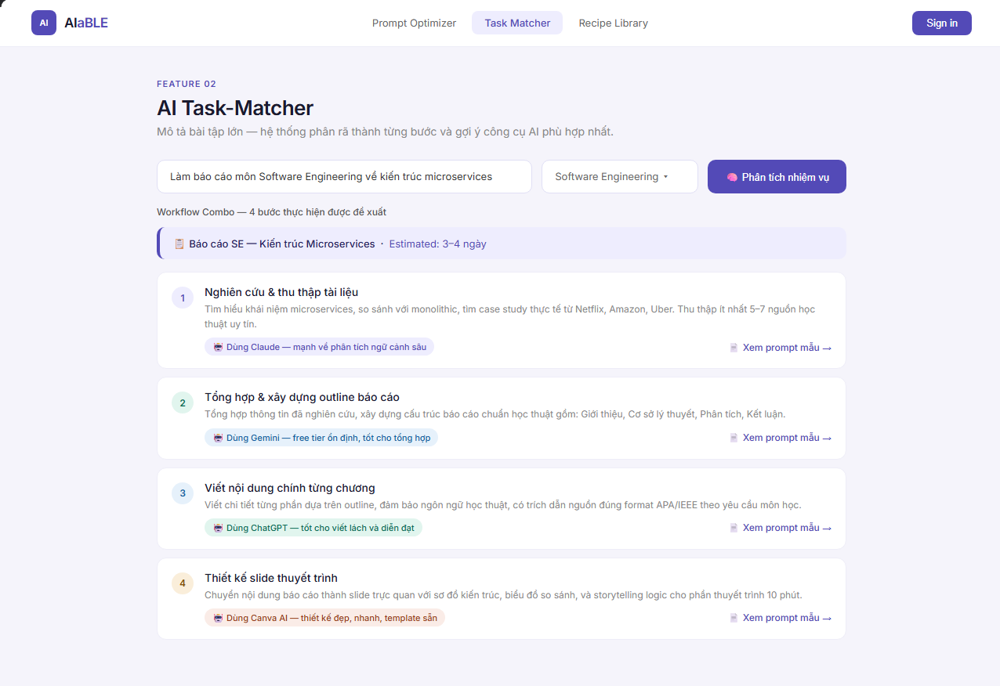 AI AIaBLE Prompt Optimizer Task Matcher Recipe Library Sign in
FEATURE 02
AI Task-Matcher
Mô tả bài tập lớn — hệ thống phân rã thành từng bước và gợi ý công cụ AI phù hợp nhất.
Làm báo cáo môn Software Engineering về kiến trúc microservices Software Engineering ▾ 🧠 Phân tích nhiệm vụ
Workflow Combo — 4 bước thực hiện được đề xuất
📋 Báo cáo SE — Kiến trúc Microservices · Estimated: 3–4 ngày
1 Nghiên cứu & thu thập tài liệu
Tìm hiểu khái niệm microservices, so sánh với monolithic, tìm case study thực tế từ Netflix, Amazon, Uber. Thu thập ít nhất 5–7 nguồn học
thuật uy tín.
🤖 Dùng Claude — mạnh về phân tích ngữ cảnh sâu 📄 Xem prompt mẫu →
2 Tổng hợp & xây dựng outline báo cáo
Tổng hợp thông tin đã nghiên cứu, xây dựng cấu trúc báo cáo chuẩn học thuật gồm: Giới thiệu, Cơ sở lý thuyết, Phân tích, Kết luận.
🤖 Dùng Gemini — free tier ổn định, tốt cho tổng hợp 📄 Xem prompt mẫu →
3 Viết nội dung chính từng chương
Viết chi tiết từng phần dựa trên outline, đảm bảo ngôn ngữ học thuật, có trích dẫn nguồn đúng format APA/IEEE theo yêu cầu môn học.
🤖 Dùng ChatGPT — tốt cho viết lách và diễn đạt 📄 Xem prompt mẫu →
4 Thiết kế slide thuyết trình
Chuyển nội dung báo cáo thành slide trực quan với sơ đồ kiến trúc, biểu đồ so sánh, và storytelling logic cho phần thuyết trình 10 phút.
🤖 Dùng Canva AI — thiết kế đẹp, nhanh, template sẵn 📄 Xem prompt mẫu →